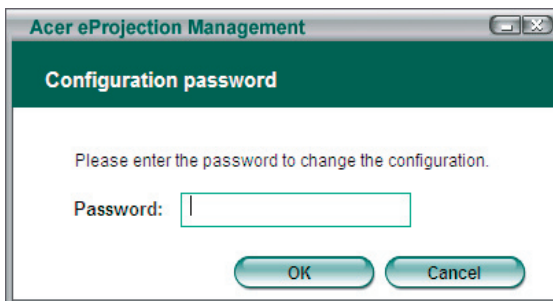 Acer eProjection Management
Configuration password
Please enter the password to change the configuration.
Password:
OK Cancel